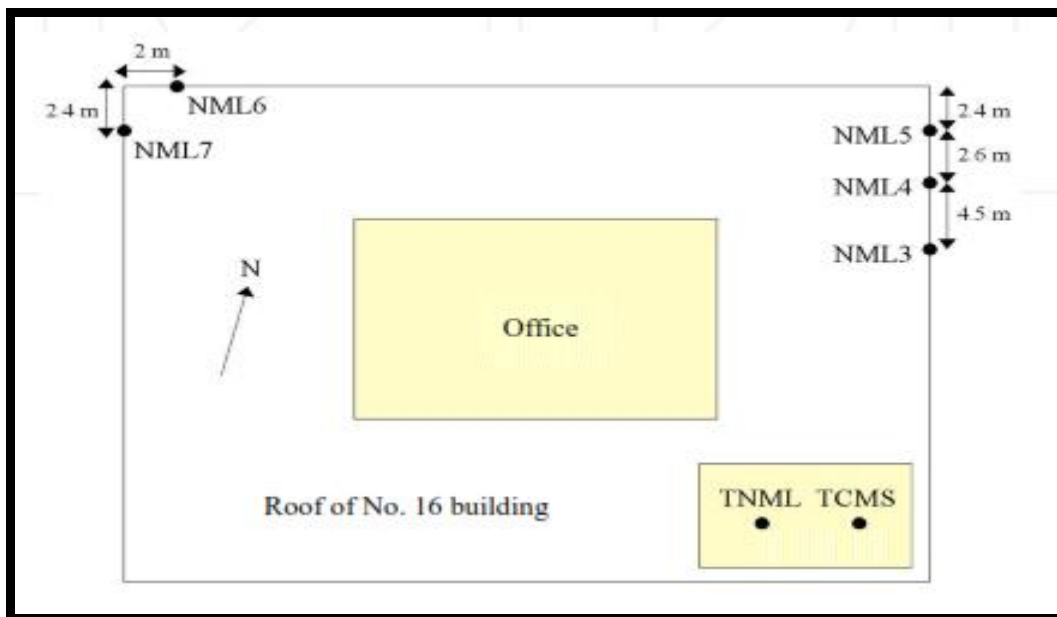 2 m
2.4 m
NML6
NML7
2.4 m
NML5
2.6 m
NML4
4.5 m
NML3
N
Office
Roof of No. 16 building
TNML TCMS